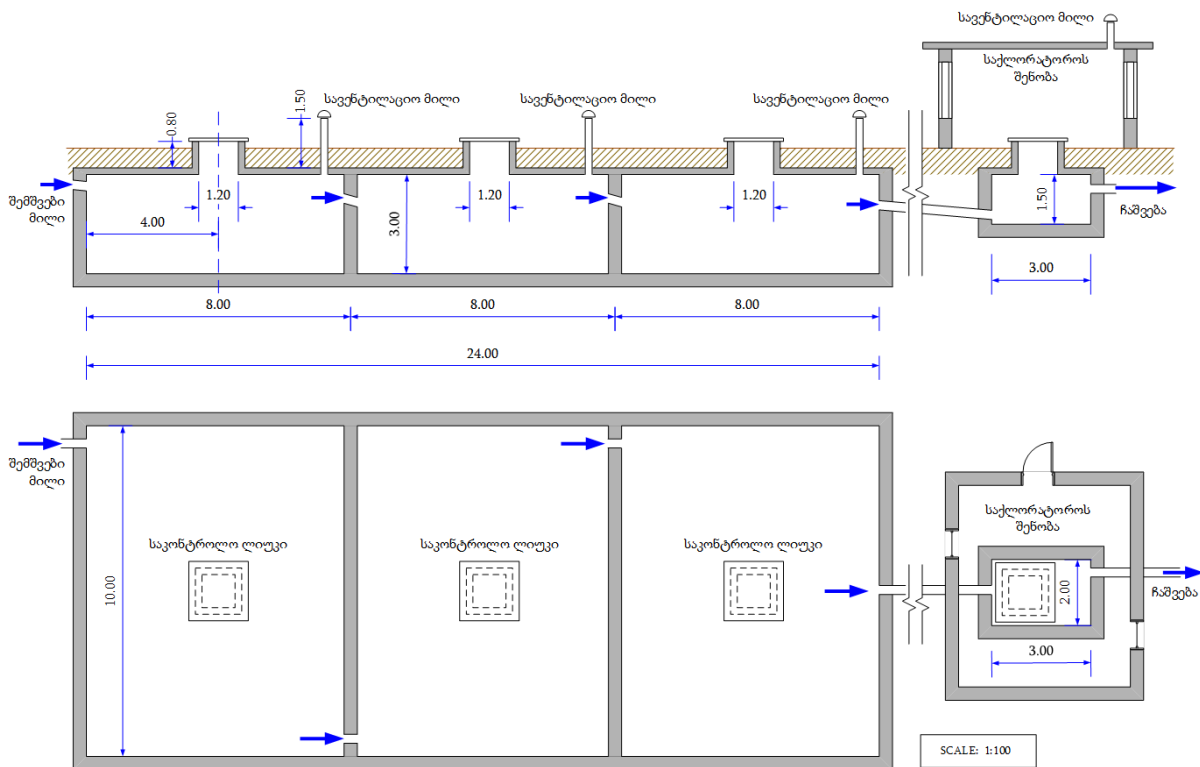 სავენტილაციო მილი
საქლორატოროს
შენობა
სავენტილაციო მილი
სავენტილაციო მილი
სავენტილაციო მილი
0.80
1.50
შემშვები
მილი
1.20
1.20
1.20
4.00
3.00
1.50
ჩაშვება
3.00
8.00
8.00
8.00
24.00
შემშვები
მილი
საკონტროლო ლიუკი
საკონტროლო ლიუკი
საკონტროლო ლიუკი
10.00
საქლორატოროს
შენობა
2.00
ჩაშვება
3.00
SCALE: 1:100